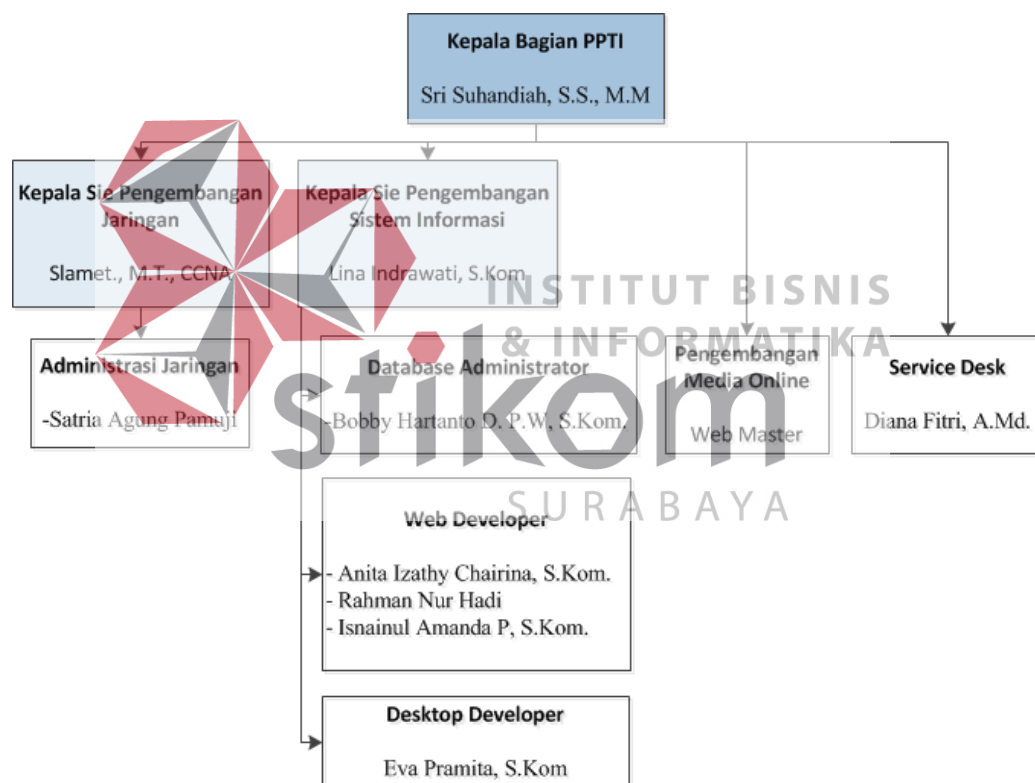 Kepala Bagian PPTI
Sri Suhandiah, S.S., M.M
Kepala Sie Pengembangan
Jaringan
Slamet., M.T., CCNA
Kepala Sie Pengembangan
Sistem Informasi
Lina Indrawati, S.Kom
INSTITUT BISNIS
& INFORMATIKA
stikom
SURABAYA
Administrasi Jaringan
-Satria Agung Pamuji
Database Administrator
-Bobby Hartanto D. P.W, S.Kom.
Pengembangan
Media Online
Web Master
Service Desk
Diana Fitri, A.Md.
Web Developer
- Anita Izathy Chairina, S.Kom.
- Rahman Nur Hadi
- Isnainul Amanda P, S.Kom.
Desktop Developer
Eva Pramita, S.Kom